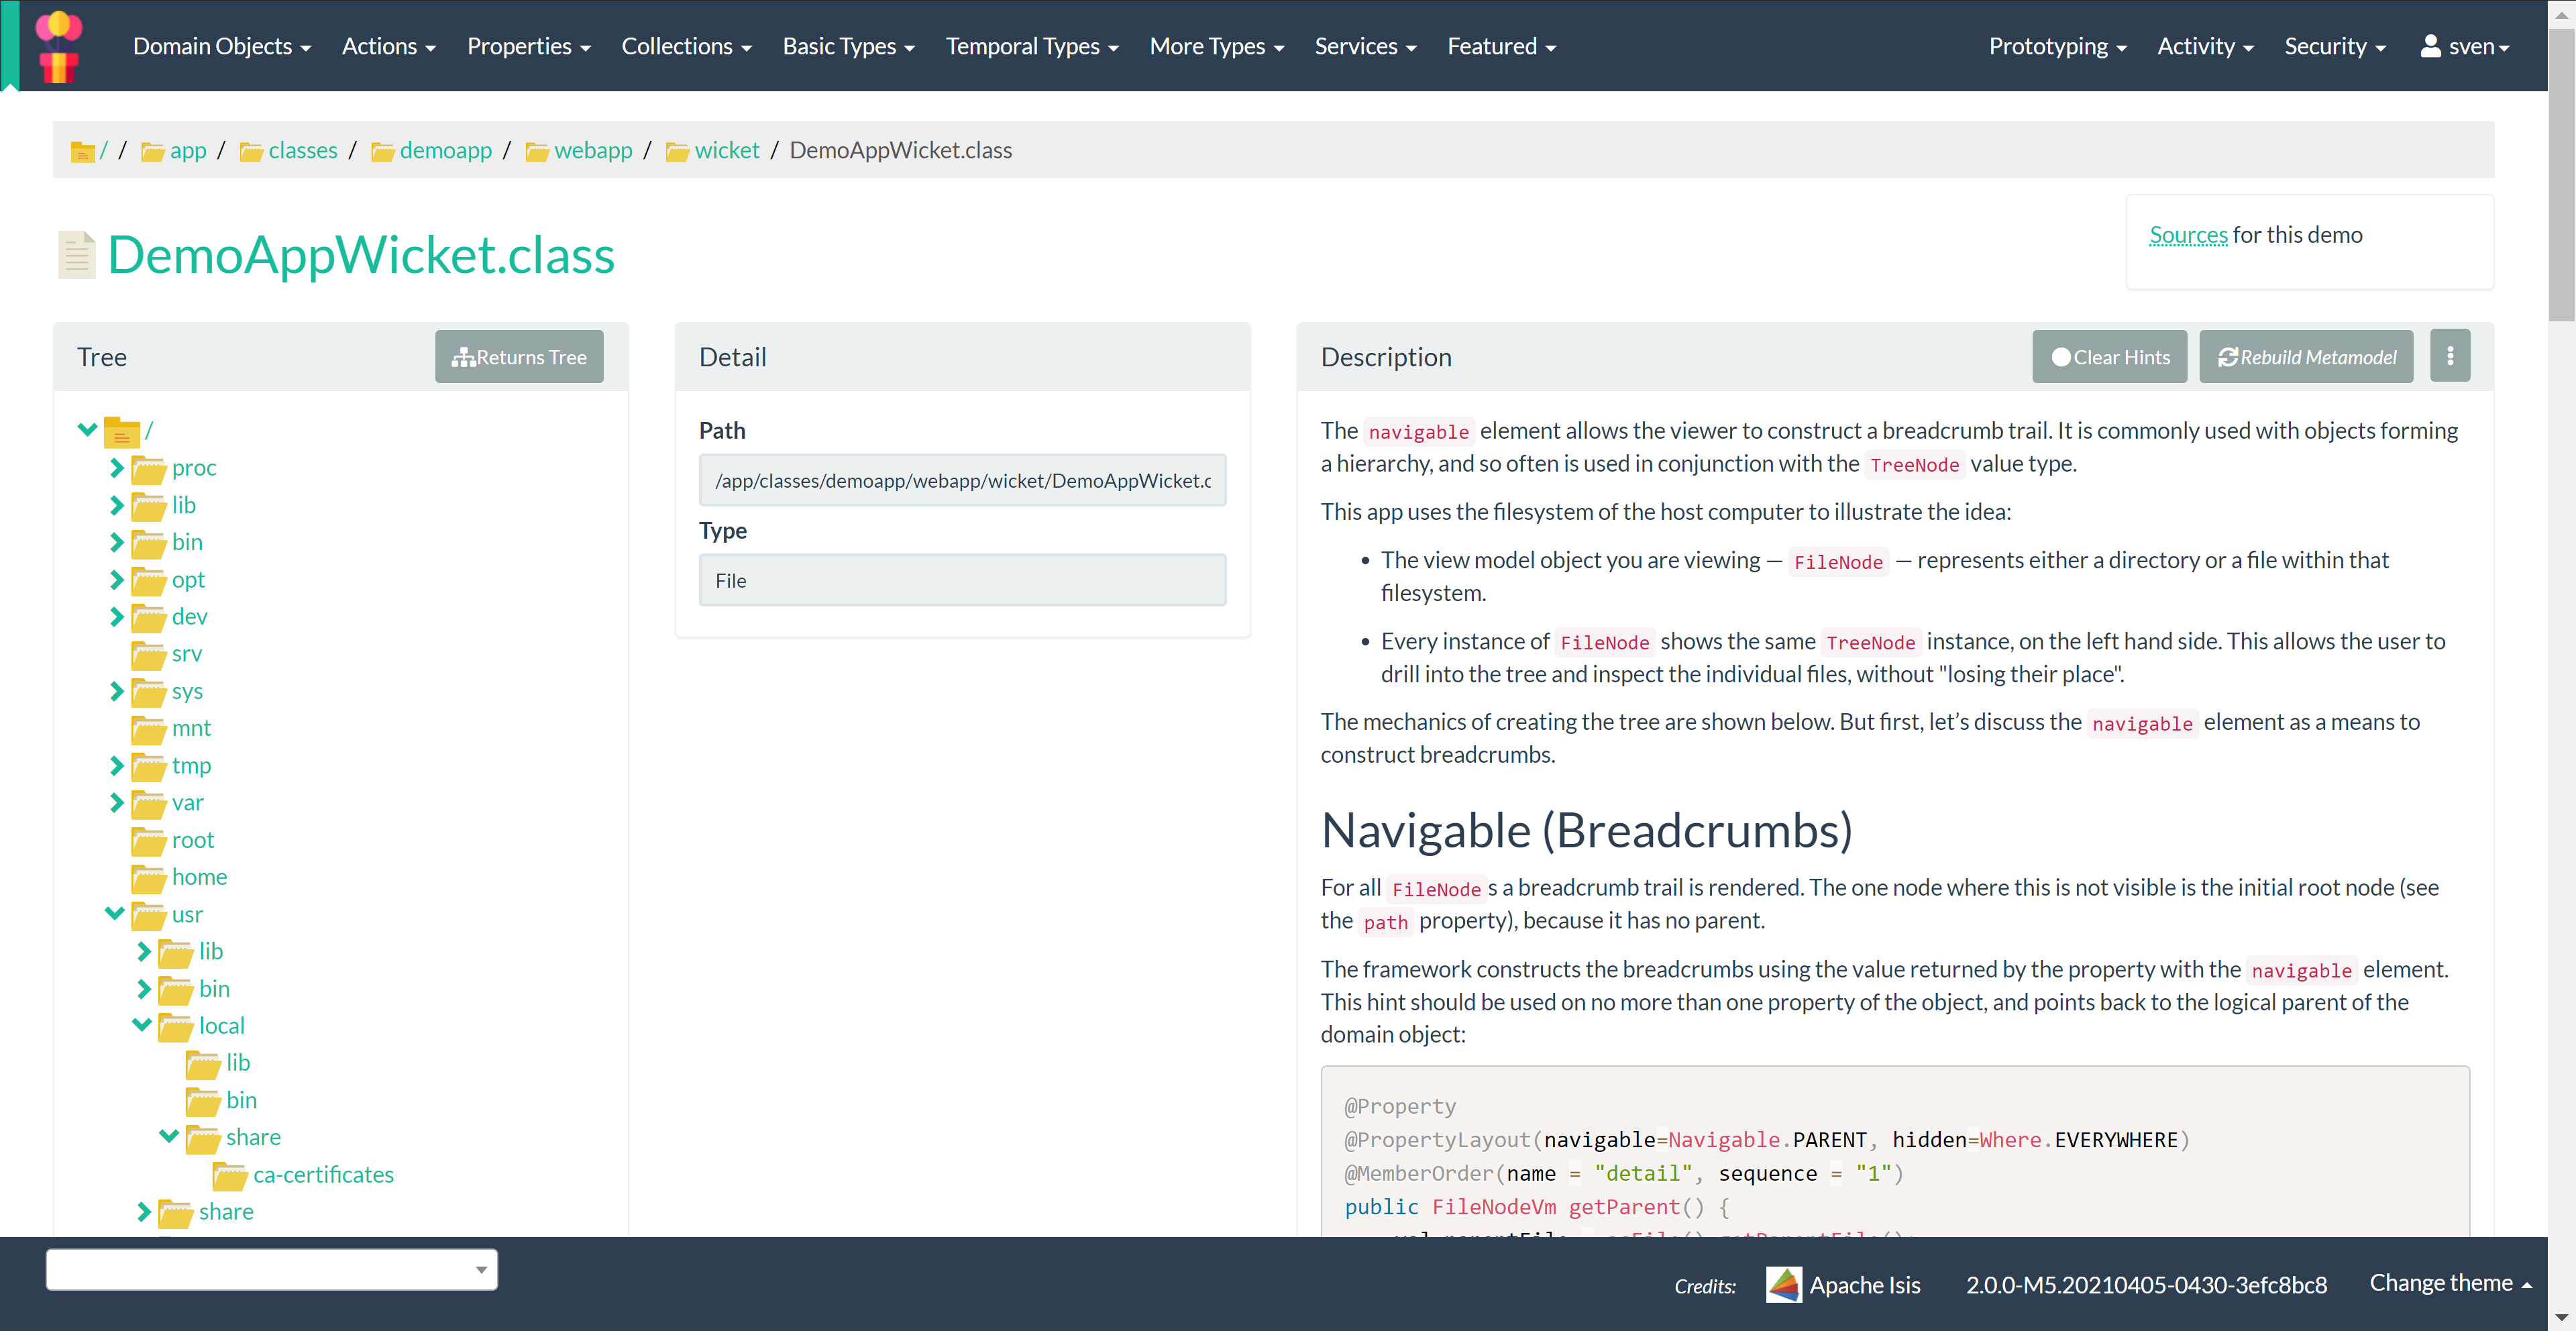 Domain Objects Actions Properties Collections Basic Types Temporal Types More Types Services Featured Prototyping Activity Security sven
/ / app / classes / demoapp / webapp / wicket / DemoAppWicket.class
DemoAppWicket.class
Sources for this demo
Tree
Returns Tree
/
proc
lib
bin
opt
dev
srv
sys
mnt
tmp
var
root
home
usr
lib
bin
local
lib
bin
share
ca-certificates
share
Detail
Path
/app/classes/demoapp/webapp/wicket/DemoAppWicket.c
Type
File
Description
Clear Hints
Rebuild Metamodel
The navigable element allows the viewer to construct a breadcrumb trail. It is commonly used with objects forming
a hierarchy, and so often is used in conjunction with the TreeNode value type.
This app uses the filesystem of the host computer to illustrate the idea:
• The view model object you are viewing — FileNode — represents either a directory or a file within that
filesystem.
• Every instance of FileNode shows the same TreeNode instance, on the left hand side. This allows the user to
drill into the tree and inspect the individual files, without "losing their place".
The mechanics of creating the tree are shown below. But first, let’s discuss the navigable element as a means to
construct breadcrumbs.
Navigable (Breadcrumbs)
For all FileNode s a breadcrumb trail is rendered. The one node where this is not visible is the initial root node (see
the path property), because it has no parent.
The framework constructs the breadcrumbs using the value returned by the property with the navigable element.
This hint should be used on no more than one property of the object, and points back to the logical parent of the
domain object:
@Property
@PropertyLayout(navigable=Navigable.PARENT, hidden=Where.EVERYWHERE)
@MemberOrder(name = "detail", sequence = "1")
public FileNodeVm getParent() {
Credits: Apache Isis 2.0.0-M5.20210405-0430-3efc8bc8 Change theme